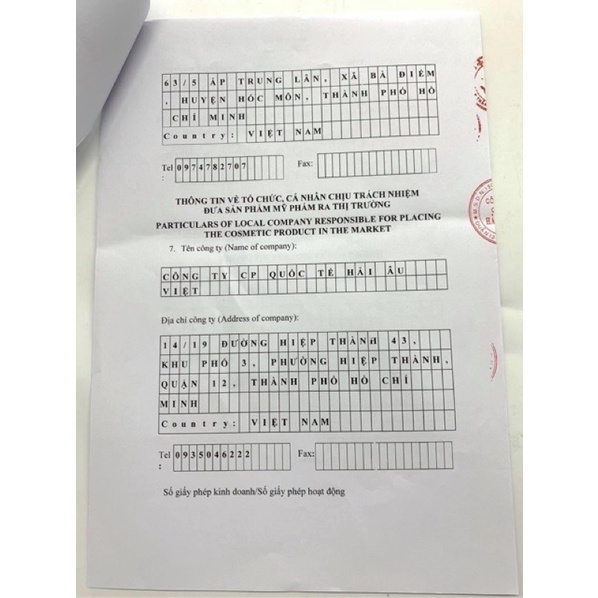 63/5 ẤP TRUNG LÂN, XÃ BÀ ĐIỂM
, HUYỆN HÓC MÔN, THÀNH PHỐ HỒ
CHÍ MINH
Country: VIỆT NAM
Tel : 0974782707 Fax:
THÔNG TIN VỀ TỔ CHỨC, CÁ NHÂN CHỊU TRÁCH NHIỆM
ĐƯA SẢN PHẨM MỸ PHẨM RA THỊ TRƯỜNG
PARTICULARS OF LOCAL COMPANY RESPONSIBLE FOR PLACING
THE COSMETIC PRODUCT IN THE MARKET
7. Tên công ty (Name of company):
CÔNG TY CP QUỐC TẾ HẢI ÂU
VIỆT
Địa chỉ công ty (Address of company):
14/19 ĐƯỜNG HIỆP THÀNH 43,
KHU PHỐ 3, PHƯỜNG HIỆP THÀNH,
QUẬN 12, THÀNH PHỐ HỒ CHÍ
MINH
Country: VIỆT NAM
Tel : 0935046222 Fax:
Số giấy phép kinh doanh/Số giấy phép hoạt động